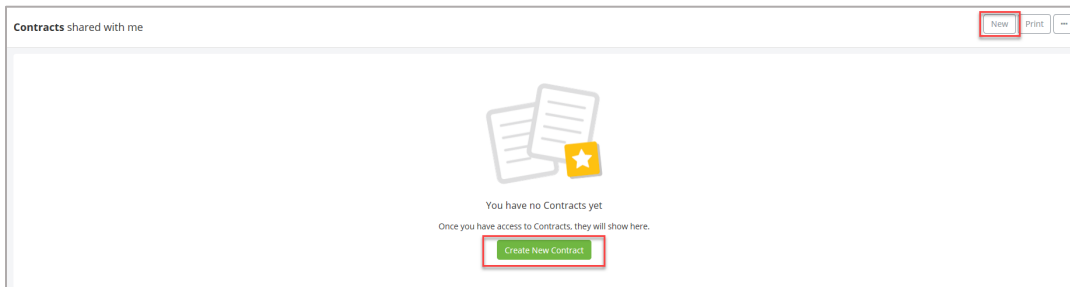 Contracts shared with me
New Print ...
You have no Contracts yet
Once you have access to Contracts, they will show here.
Create New Contract